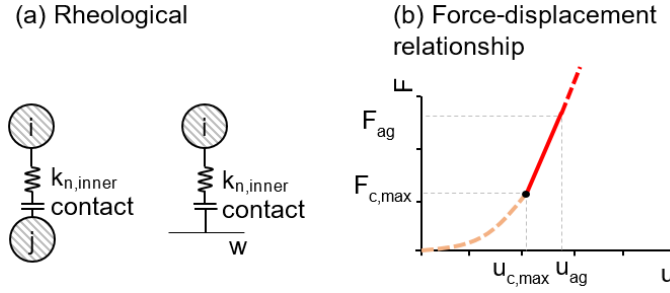 (a) Rheological
(b) Force-displacement
relationship
i
k_n,inner
contact
j
i
k_n,inner
contact
w
F
F_ag
F_c,max
u_c,max
u_ag
u